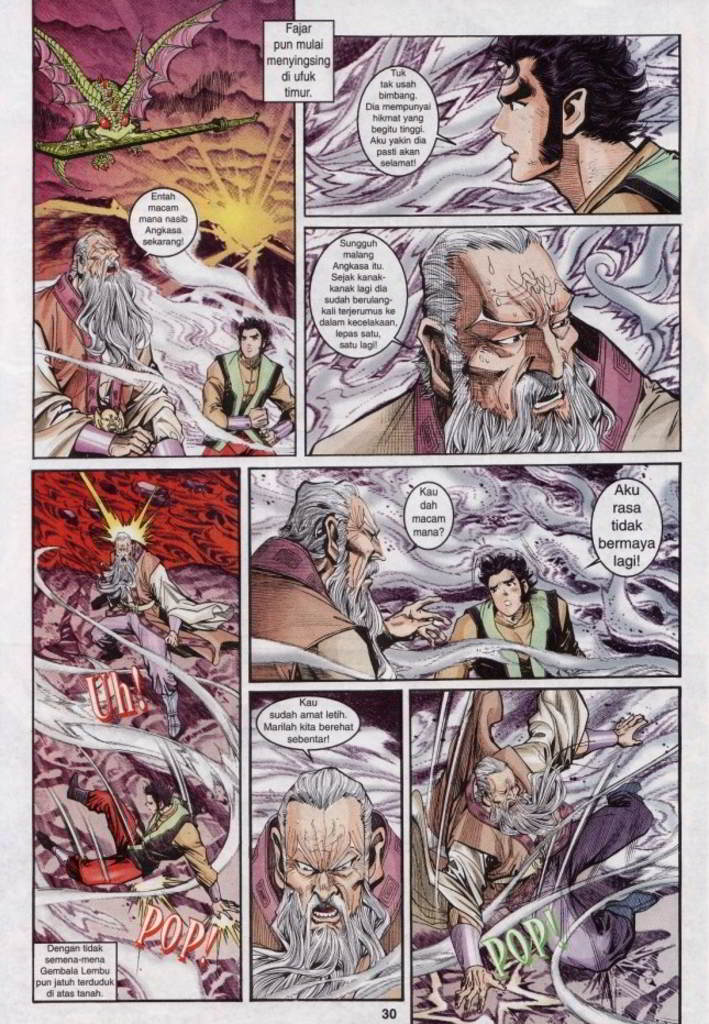 Fajar
pun mulai
menyingsing
di ufuk
timur.
Entah
macam
mana nasib
Angkasa
sekarang!
Tuk
tak usah
bimbang.
Dia mempunyai
hikmat yang
begitu tinggi.
Aku yakin dia
pasti akan
selamat!
Sungguh
malang
Angkasa itu.
Sejak kanak-
kanak lagi dia
sudah berulang-
kali terjerumus ke
dalam kecelakaan,
lepas satu,
satu lagi!
Uh!
POP!
Dengan tidak
semena-mena
Gembala Lembu
pun jatuh terduduk
di atas tanah.
Kau
dah
macam
mana?
Aku
rasa
tidak
bermaya
lagi!
Kau
sudah amat letih.
Marilah kita berehat
sebentar!
POP!
30